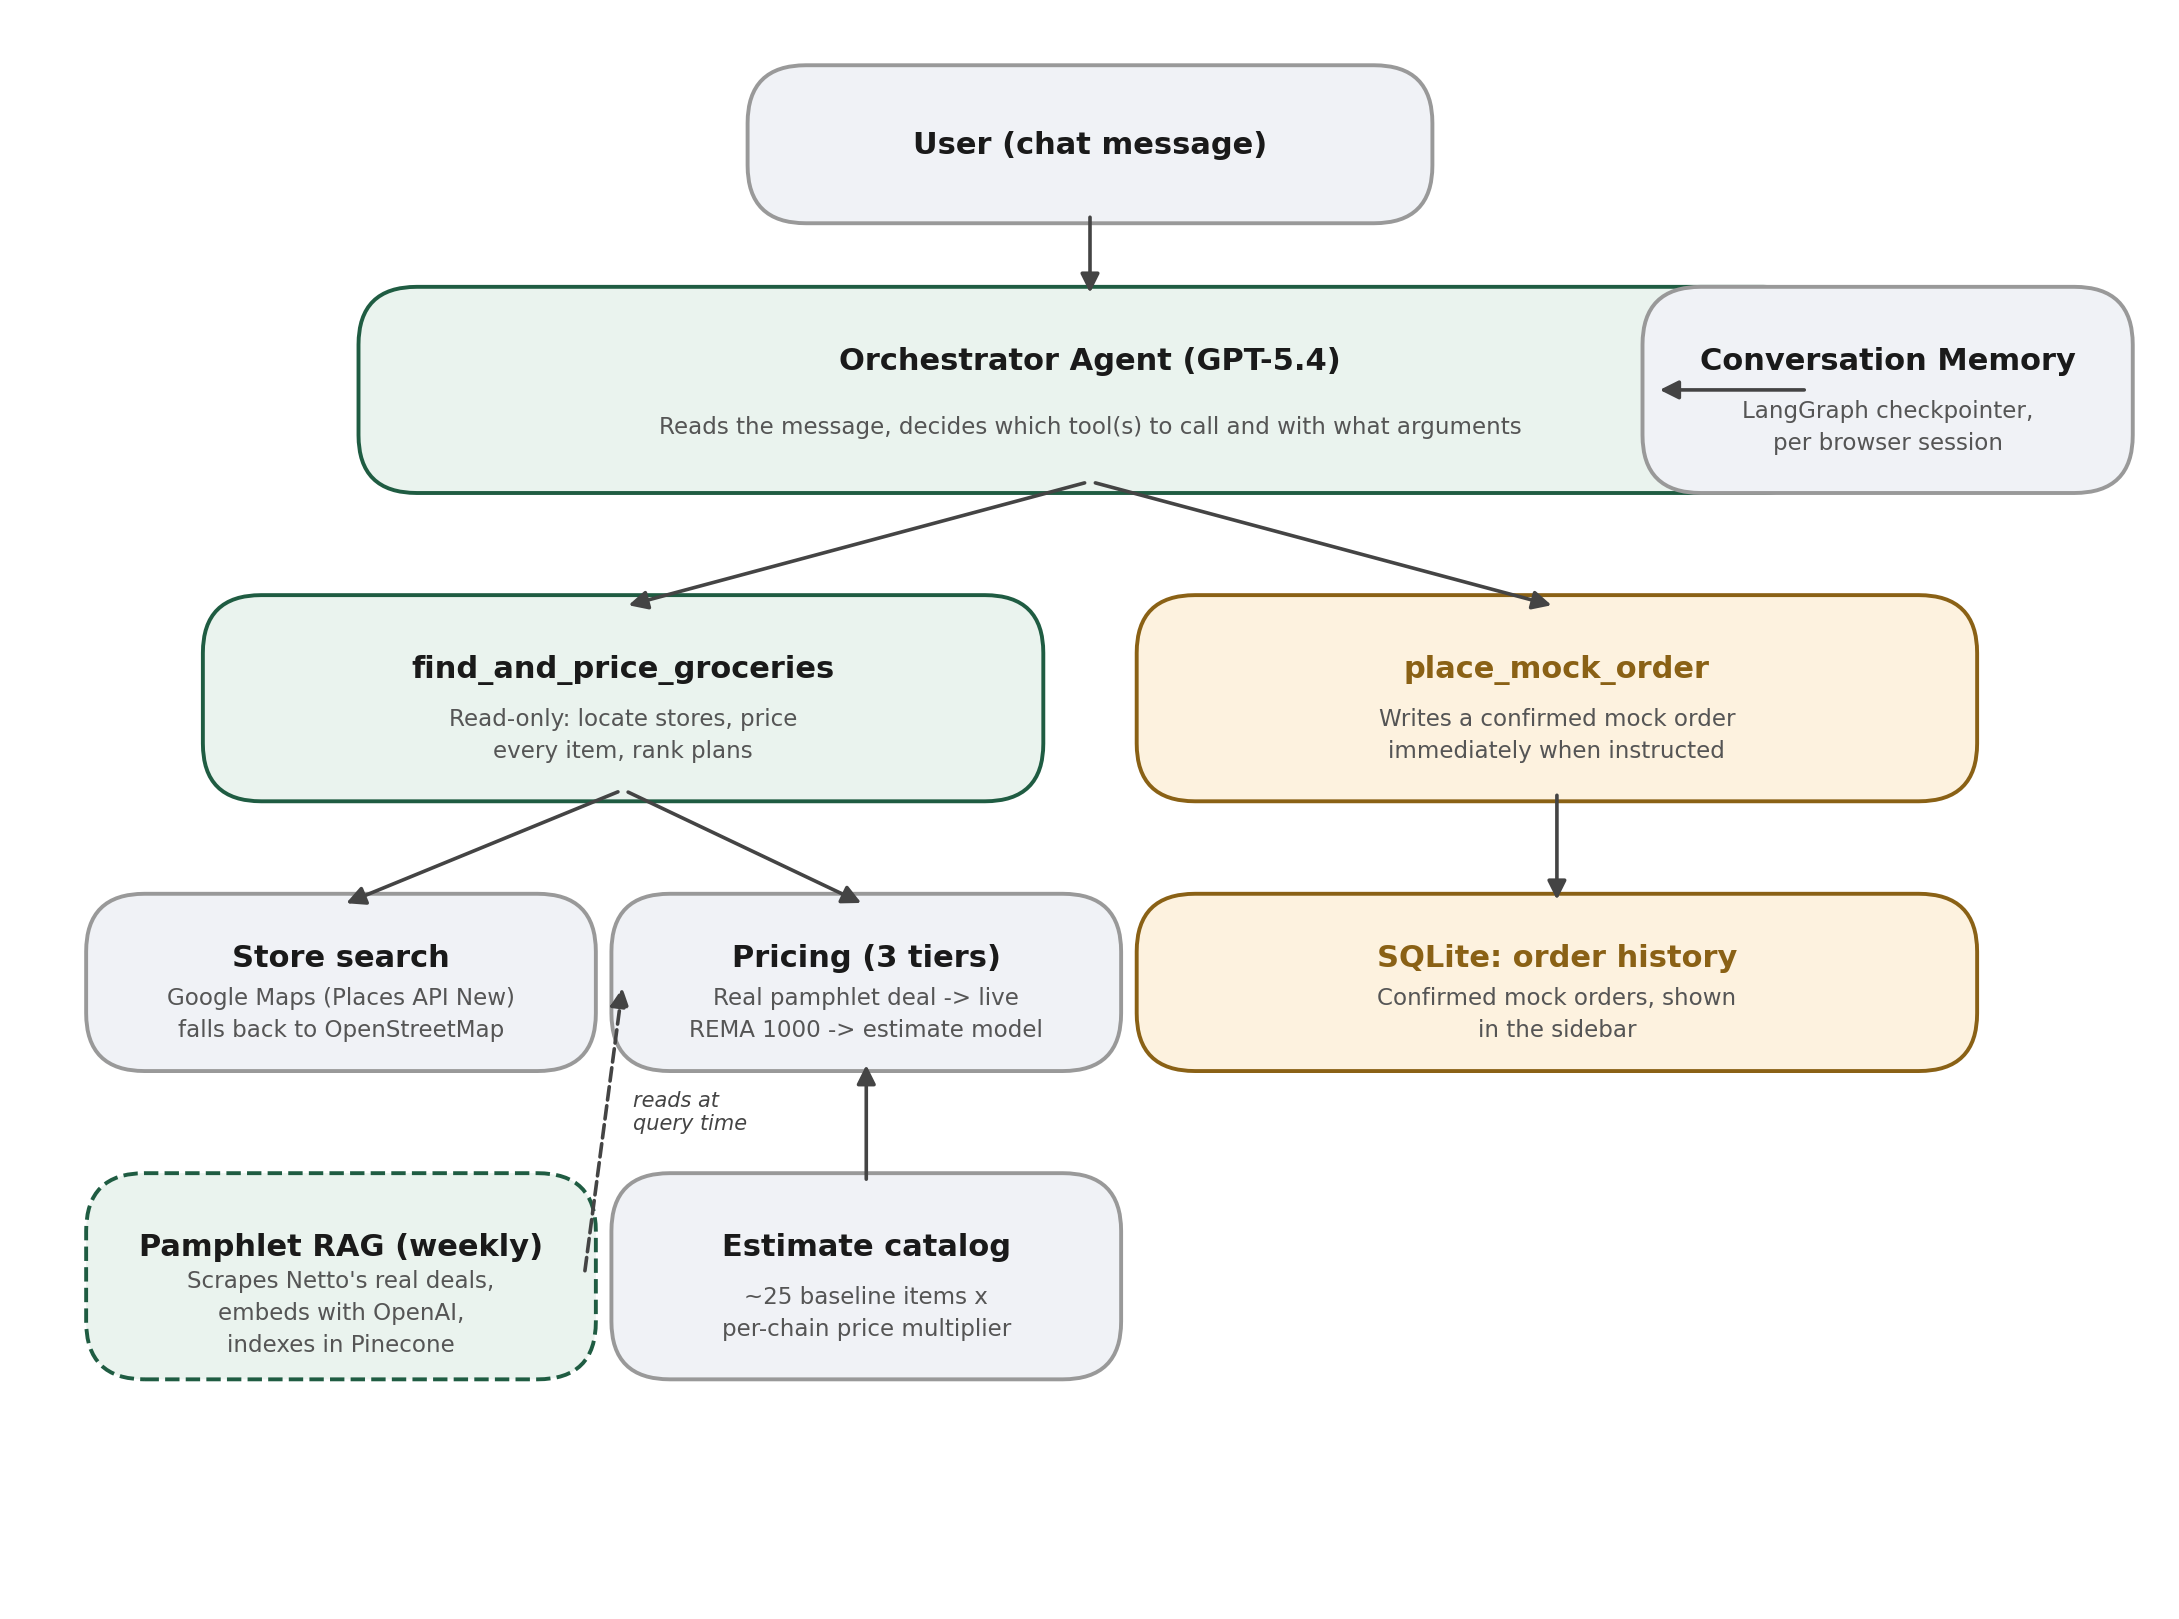 User (chat message)
Orchestrator Agent (GPT-5.4)
Reads the message, decides which tool(s) to call and with what arguments
Conversation Memory
LangGraph checkpointer,
per browser session
find_and_price_groceries
Read-only: locate stores, price
every item, rank plans
place_mock_order
Writes a confirmed mock order
immediately when instructed
Store search
Google Maps (Places API New)
falls back to OpenStreetMap
Pricing (3 tiers)
Real pamphlet deal -> live
REMA 1000 -> estimate model
SQLite: order history
Confirmed mock orders, shown
in the sidebar
reads at
query time
Pamphlet RAG (weekly)
Scrapes Netto's real deals,
embeds with OpenAI,
indexes in Pinecone
Estimate catalog
~25 baseline items x
per-chain price multiplier